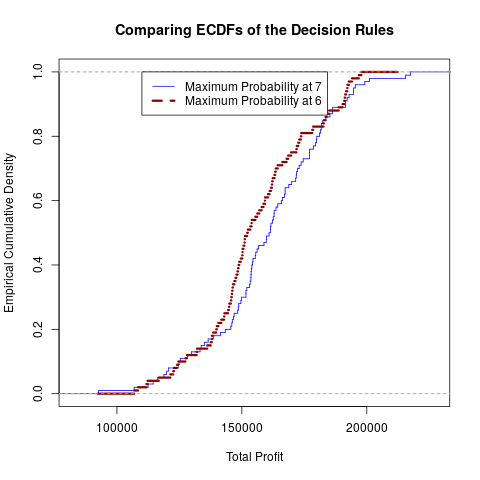 Comparing ECDFs of the Decision Rules
Maximum Probability at 7
Maximum Probability at 6
Empirical Cumulative Density
1.0
0.8
0.6
0.4
0.2
0.0
100000 150000 200000
Total Profit